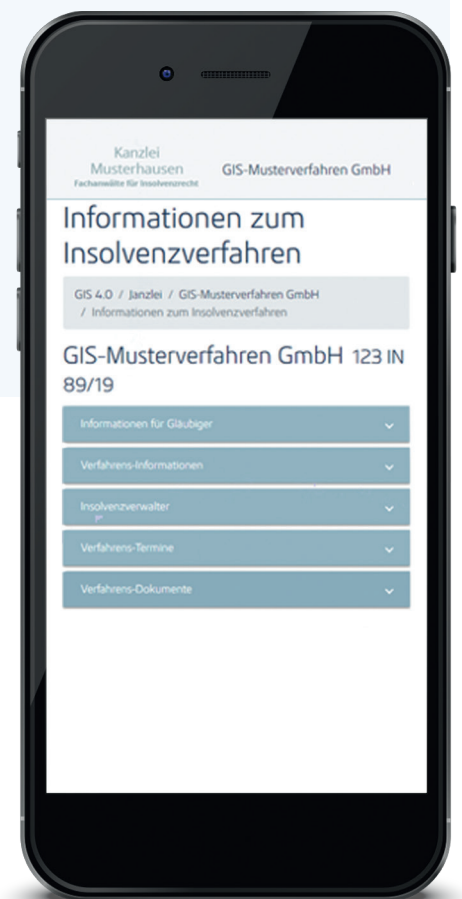 Kanzlei
Musterhausen
Fachanwälte für Insolvenzrecht
GIS-Musterverfahren GmbH
Informationen zum
Insolvenzverfahren
GIS 4.0 / Janzlei / GIS-Musterverfahren GmbH
/ Informationen zum Insolvenzverfahren
GIS-Musterverfahren GmbH 123 IN
89/19
Informationen für Gläubiger
Verfahrens-Informationen
Insolvenzverwalter
Verfahrens-Termine
Verfahrens-Dokumente